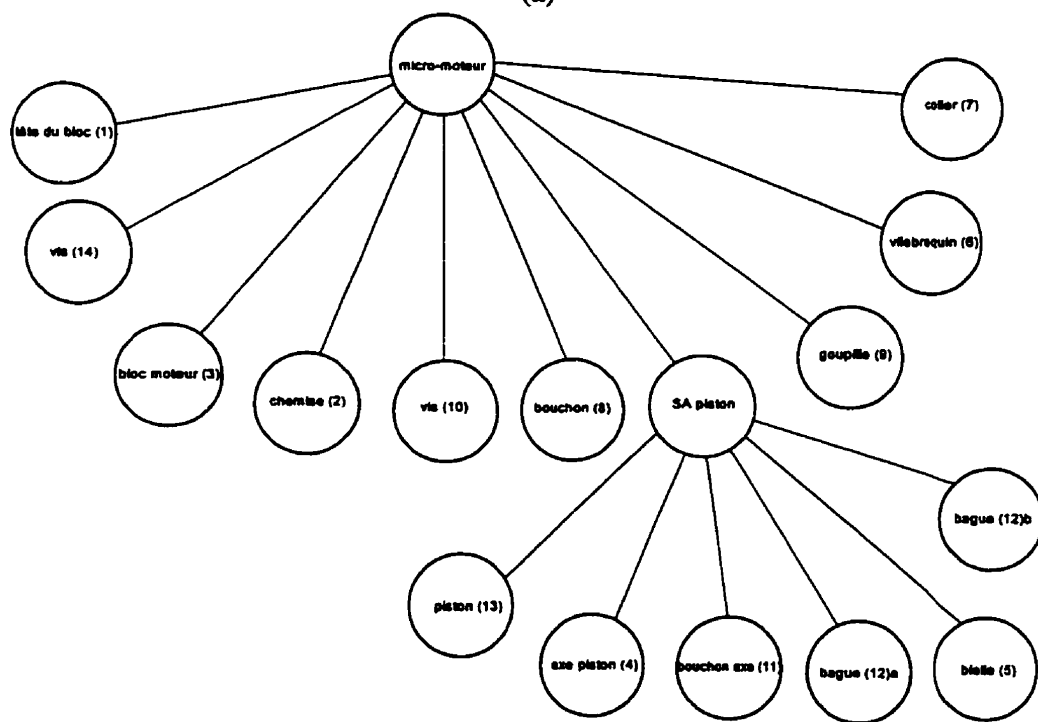 (a)
micro-moteur
tête du bloc (1)
collier (7)
vis (14)
vilebrequin (6)
bloc moteur (3)
chemise (2)
vis (10)
bouchon (8)
SA piston
goupille (9)
bague (12)b
piston (13)
axe piston (4)
bouchon axe (11)
bague (12)a
bielle (5)